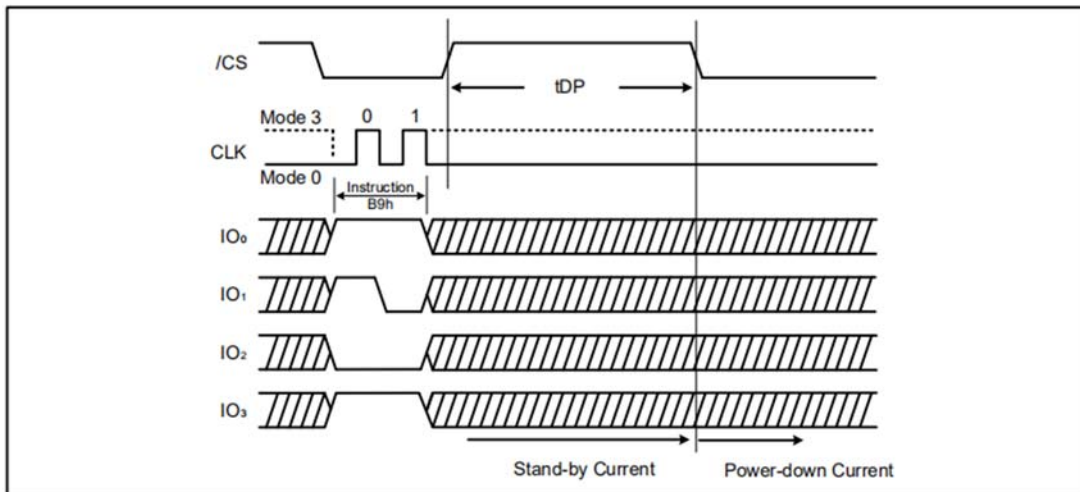 /CS
tDP
Mode 3
0 1
CLK
Mode 0
Instruction
B9h
IO₀
IO₁
IO₂
IO₃
Stand-by Current
Power-down Current